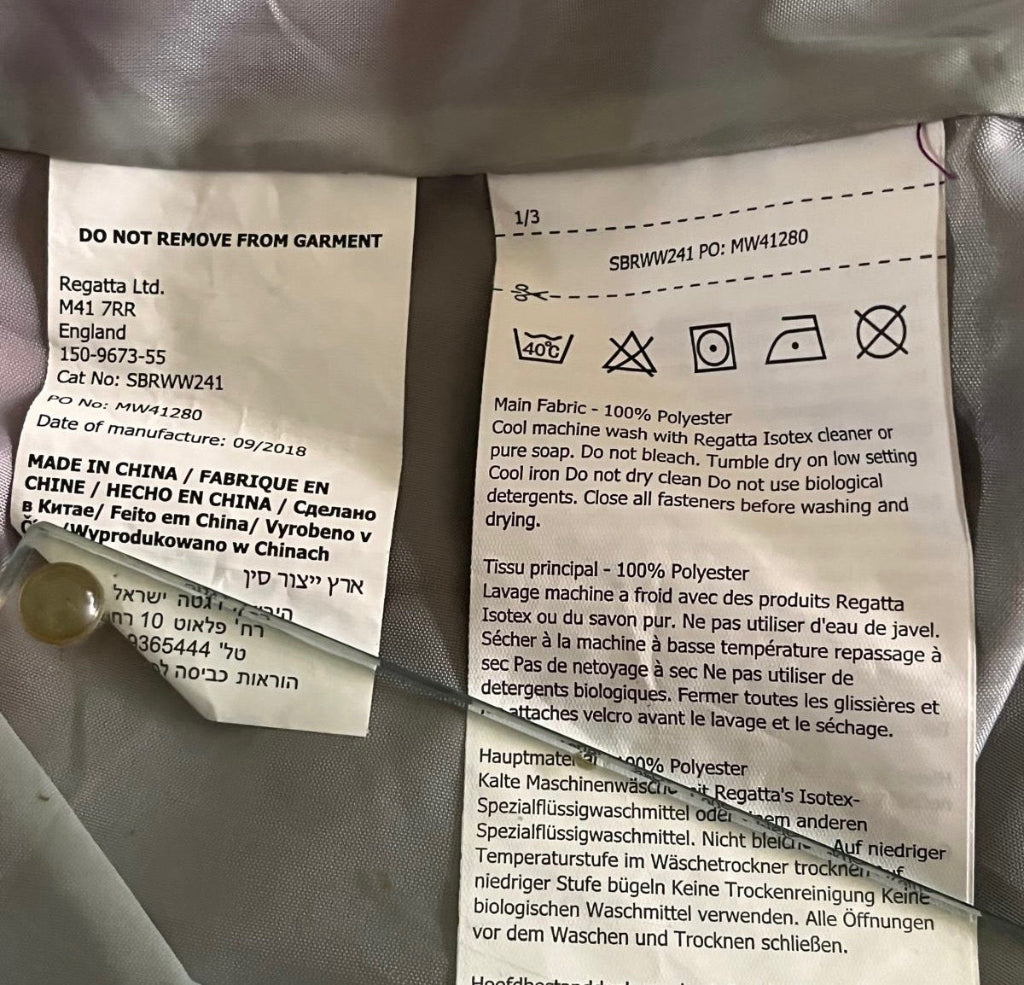 DO NOT REMOVE FROM GARMENT
Regatta Ltd.
M41 7RR
England
150-9673-55
Cat No: SBRWW241
PO No: MW41280
Date of manufacture: 09/2018
MADE IN CHINA / FABRIQUE EN
CHINE / HECHO EN CHINA / Сделано
в Китае/ Feito em China/ Vyrobeno v
/Wyprodukowano w Chinach
ארץ ייצור סין
ישראל
רח' פלאוט 10
טל'
הוראות כביסה
1/3
SBRWW241 PO: MW41280
40°C
Main Fabric - 100% Polyester
Cool machine wash with Regatta Isotex cleaner or
pure soap. Do not bleach. Tumble dry on low setting
Cool iron Do not dry clean Do not use biological
detergents. Close all fasteners before washing and
drying.
Tissu principal - 100% Polyester
Lavage machine a froid avec des produits Regatta
Isotex ou du savon pur. Ne pas utiliser d'eau de javel.
Sécher à la machine à basse température repassage à
sec Pas de netoyage à sec Ne pas utiliser de
detergents biologiques. Fermer toutes les glissières et
attaches velcro avant le lavage et le séchage.
100% Polyester
Kalte Maschinenwäsche mit Regatta's Isotex-
Spezialflüssigwaschmittel oder anderen
Spezialflüssigwaschmittel. Nicht Auf niedriger
Temperaturstufe im Wäschetrockner trocknen
niedriger Stufe bügeln Keine Trockenreinigung Keine
biologischen Waschmittel verwenden. Alle Öffnungen
vor dem Waschen und Trocknen schließen.